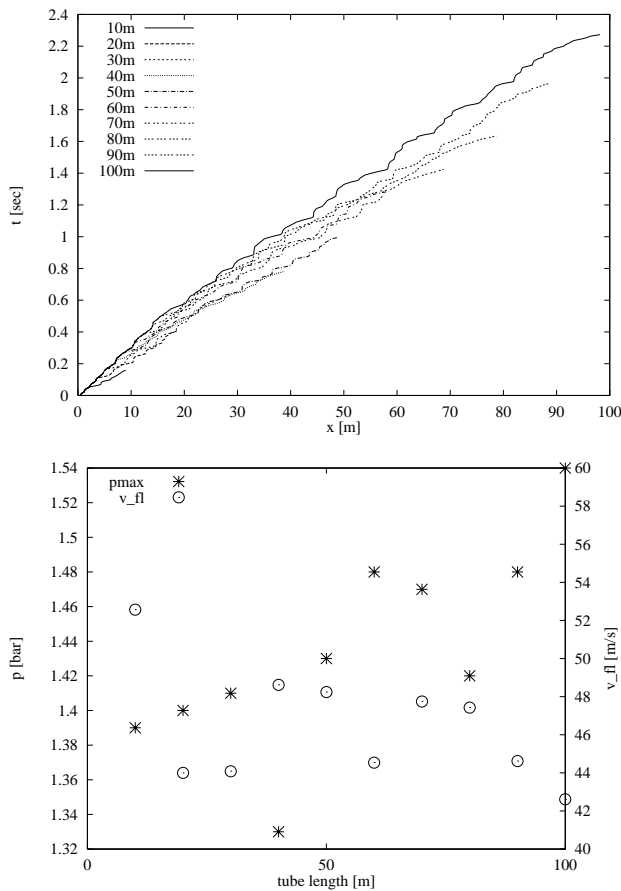 2.4
2.2
2
1.8
1.6
1.4
1.2
1
0.8
0.6
0.4
0.2
0
t [sec]
10m
20m
30m
40m
50m
60m
70m
80m
90m
100m
0 10 20 30 40 50 60 70 80 90 100
x [m]
1.54
1.52
1.5
1.48
1.46
1.44
1.42
1.4
1.38
1.36
1.34
1.32
p [bar]
pmax
v_fl
60
58
56
54
52
50
48
46
44
42
40
v_fl [m/s]
0 50 100
tube length [m]